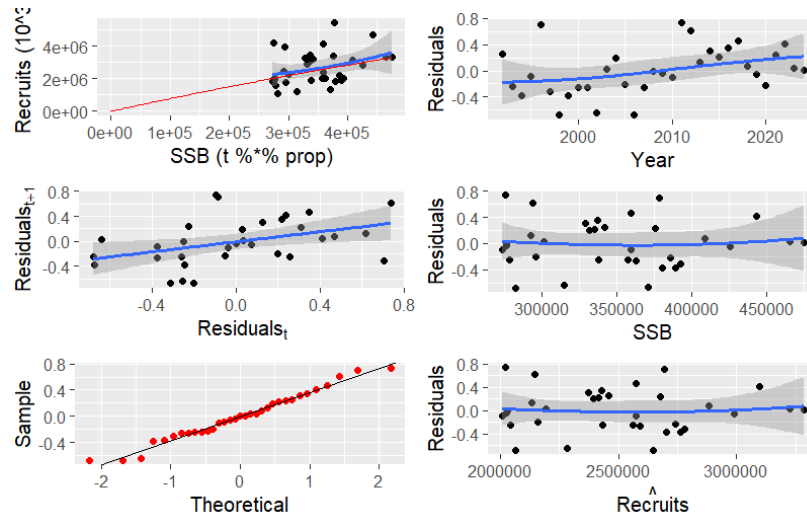 Recruits (10^3
4e+06
2e+06
0e+00
0e+00 1e+05 2e+05 3e+05 4e+05
SSB (t %*% prop)
Residuals
0.8
0.4
0.0
-0.4
2000 2010 2020
Year
Residuals t+1
0.8
0.4
0.0
-0.4
-0.4 0.0 0.4 0.8
Residuals t
Residuals
0.8
0.4
0.0
-0.4
300000 350000 400000 450000
SSB
Sample
0.8
0.4
0.0
-0.4
-2 -1 0 1 2
Theoretical
Residuals
0.8
0.4
0.0
-0.4
2000000 2500000 3000000
^
Recruits